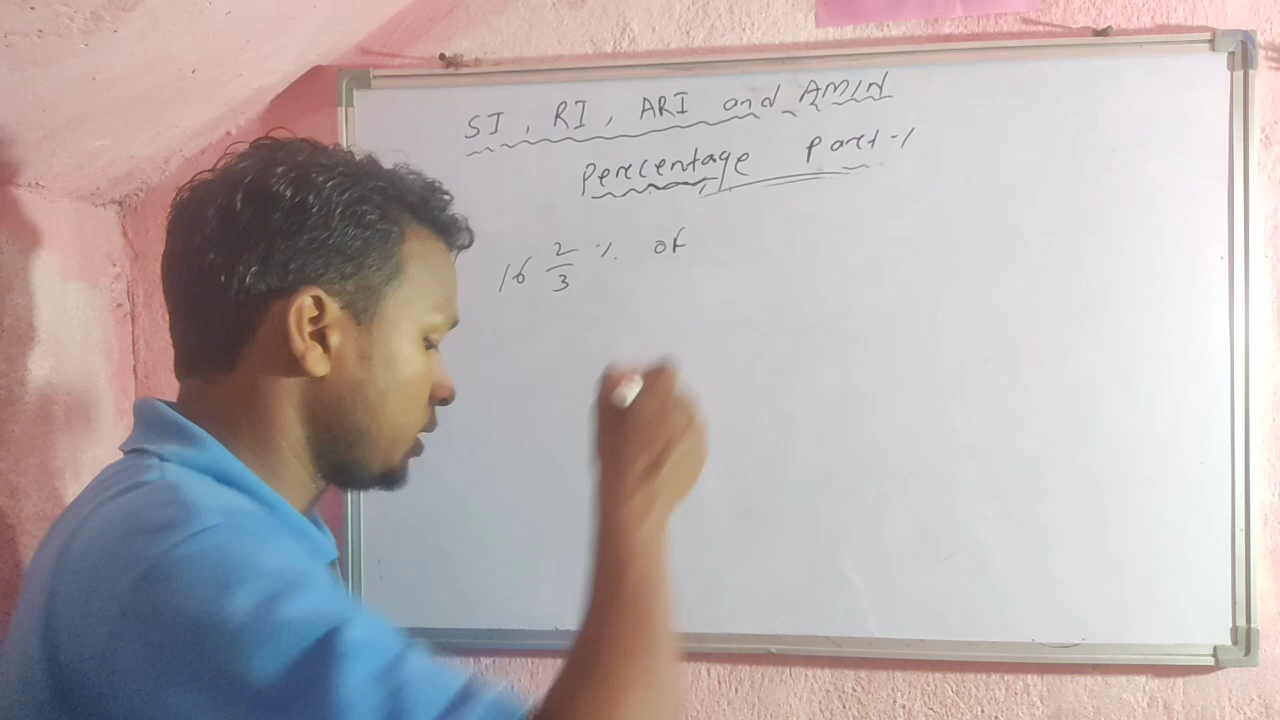 SI, RI, ARI and AMIN
Percentage Part-1
16 2/3 % of